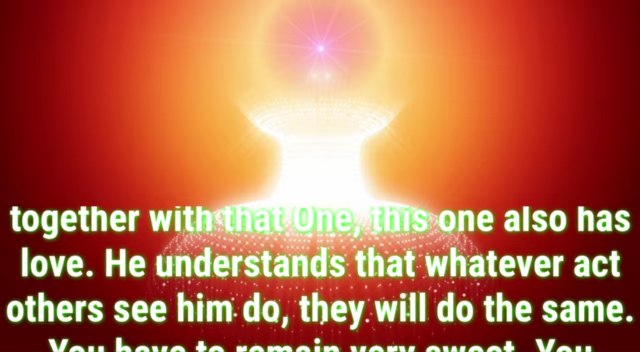 together with that One, this one also has
love. He understands that whatever act
others see him do, they will do the same.
You have to remain very sweet. You